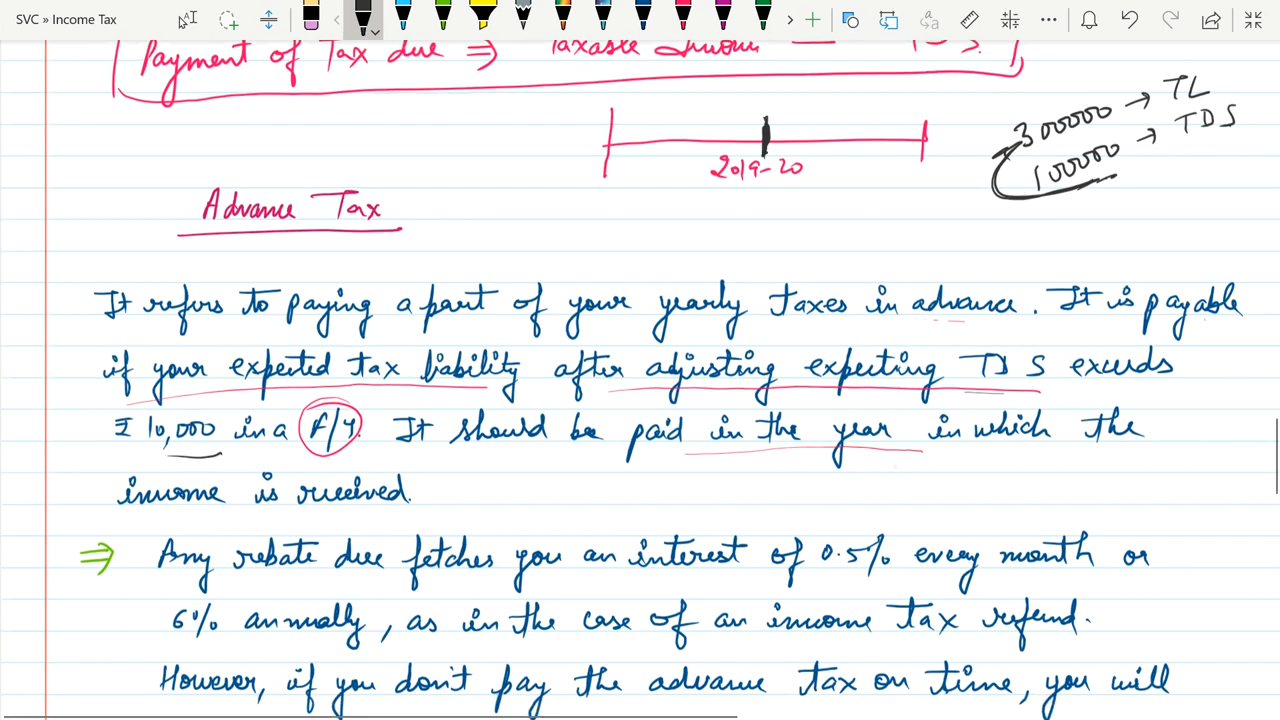 SVC » Income Tax
Payment of Tax due ⇒ Taxable
300000 → TL
100000 → TDS
2019-20
Advance Tax
It refers to paying a part of your yearly taxes in advance. It is payable
if your expected tax liability after adjusting expecting TDS exceeds
₹ 10,000 in a f/y. It should be paid in the year in which the
income is received.
⇒ Any rebate due fetches you an interest of 0.5% every month or
6% annually, as in the case of an income tax refund.
However, if you don't pay the advance tax on time, you will